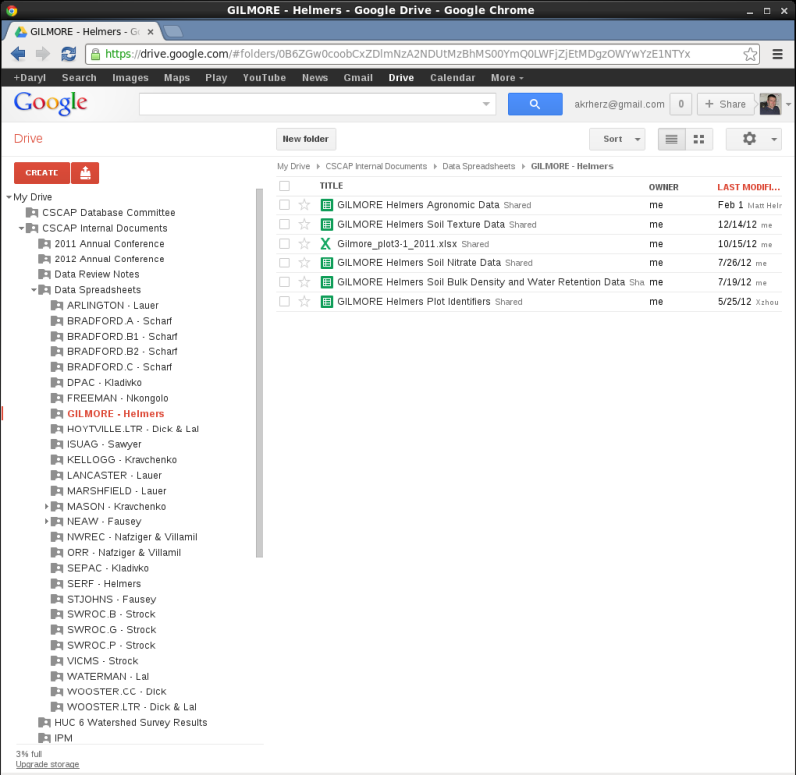 GILMORE - Helmers - Google Drive - Google Chrome
GILMORE - Helmers - Go
https://drive.google.com/#folders/0B6ZGw0coobCxZDlmNzA2NDUtMzBhMS00YmQ0LWFjZjEtMDgzOWYwYzE1NTYx
+Daryl Search Images Maps Play YouTube News Gmail Drive Calendar More
Google akrherz@gmail.com 0 + Share
Drive New folder Sort
My Drive CSCAP Internal Documents Data Spreadsheets GILMORE - Helmers
CREATE
TITLE OWNER LAST MODIFI...
GILMORE Helmers Agronomic Data Shared me Feb 1 Matt Helr
GILMORE Helmers Soil Texture Data Shared me 12/14/12 me
Gilmore_plot3-1_2011.xlsx Shared me 10/15/12 me
GILMORE Helmers Soil Nitrate Data Shared me 7/26/12 me
GILMORE Helmers Soil Bulk Density and Water Retention Data Sha me 7/19/12 me
GILMORE Helmers Plot Identifiers Shared me 5/25/12 Xzhou
My Drive
CSCAP Database Committee
CSCAP Internal Documents
2011 Annual Conference
2012 Annual Conference
Data Review Notes
Data Spreadsheets
ARLINGTON - Lauer
BRADFORD.A - Scharf
BRADFORD.B1 - Scharf
BRADFORD.B2 - Scharf
BRADFORD.C - Scharf
DPAC - Kladivko
FREEMAN - Nkongolo
GILMORE - Helmers
HOYTVILLE.LTR - Dick & Lal
ISUAG - Sawyer
KELLOGG - Kravchenko
LANCASTER - Lauer
MARSHFIELD - Lauer
MASON - Kravchenko
NEAW - Fausey
NWREC - Nafziger & Villamil
ORR - Nafziger & Villamil
SEPAC - Kladivko
SERF - Helmers
STJOHNS - Fausey
SWROC.B - Strock
SWROC.G - Strock
SWROC.P - Strock
VICMS - Strock
WATERMAN - Lal
WOOSTER.CC - Dick
WOOSTER.LTR - Dick & Lal
HUC 6 Watershed Survey Results
IPM
3% full
Upgrade storage